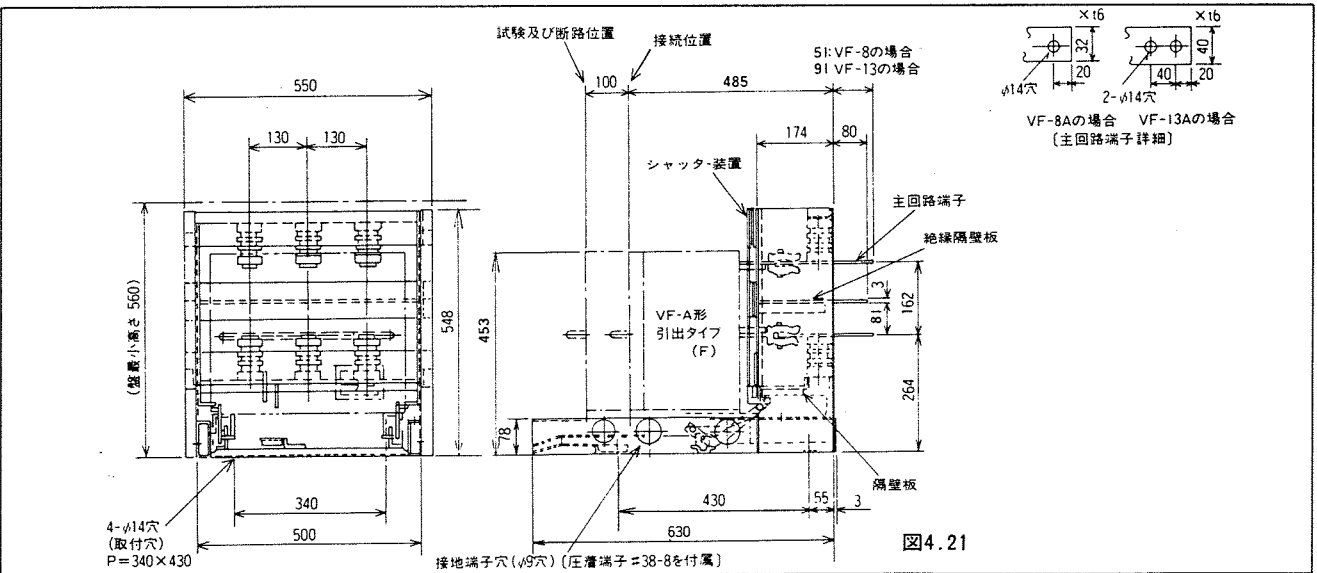 試験及び断路位置
接続位置
51:VF-8の場合
91 VF-13の場合
×t6
×t6
32
40
20
40
20
φ14穴
2-φ14穴
VF-8Aの場合
VF-13Aの場合
〔主回路端子詳細〕
550
100
485
130
130
174
80
シャッタ-装置
主回路端子
絶縁隔壁板
(盤最小高さ 560)
548
453
VF-A形
引出タイプ
(F)
3
81
162
264
78
隔壁板
340
430
55
3
4-φ14穴
(取付穴)
P=340×430
500
630
接地端子穴(φ9穴)〔圧着端子♯38-8を付属〕
図4.21